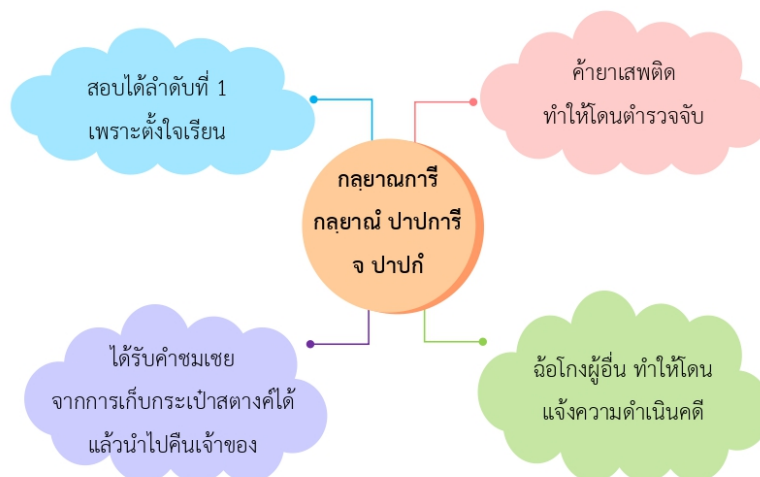 สอบได้ลำดับที่ 1
เพราะตั้งใจเรียน
ค้ายาเสพติด
ทำให้โดนตำรวจจับ
กลฺยาณการี
กลฺยาณํ ปาปการี
จ ปาปกํ
ได้รับคำชมเชย
จากการเก็บกระเป๋าสตางค์ได้
แล้วนำไปคืนเจ้าของ
ฉ้อโกงผู้อื่น ทำให้โดน
แจ้งความดำเนินคดี